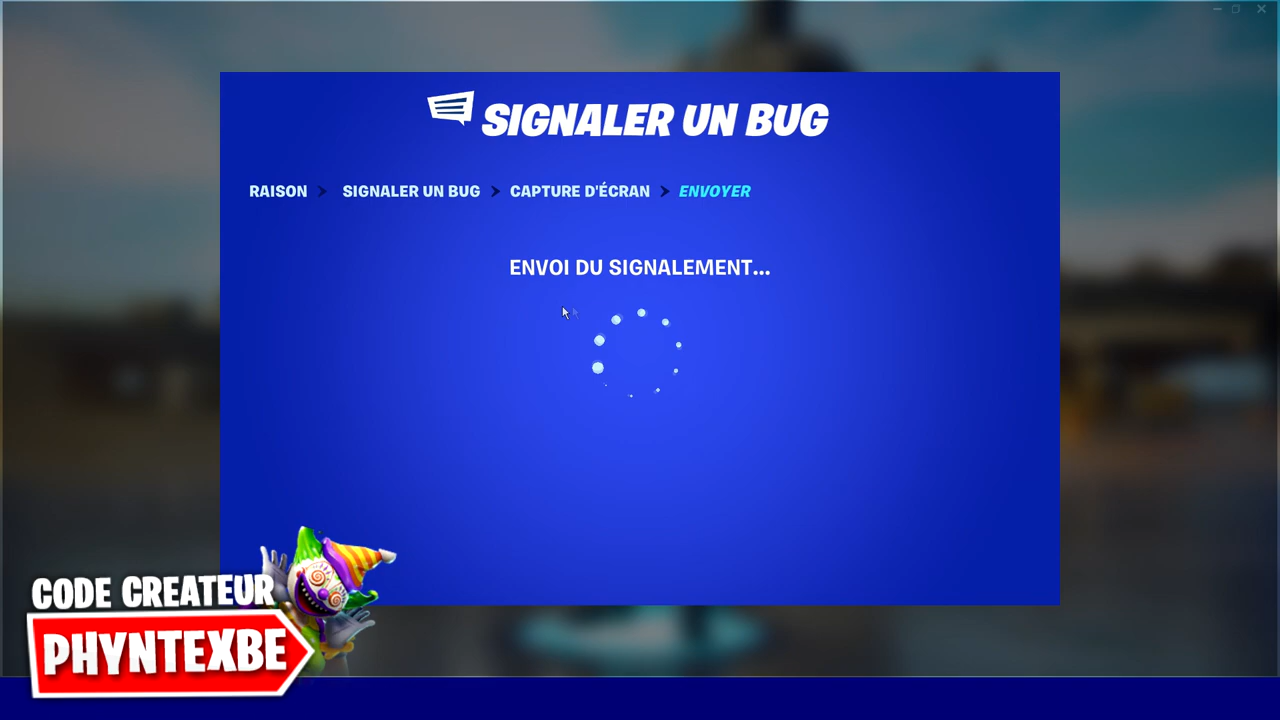 SIGNALER UN BUG
RAISON > SIGNALER UN BUG > CAPTURE D'ÉCRAN > ENVOYER
ENVOI DU SIGNALEMENT...
CODE CREATEUR
PHYNTEXBE